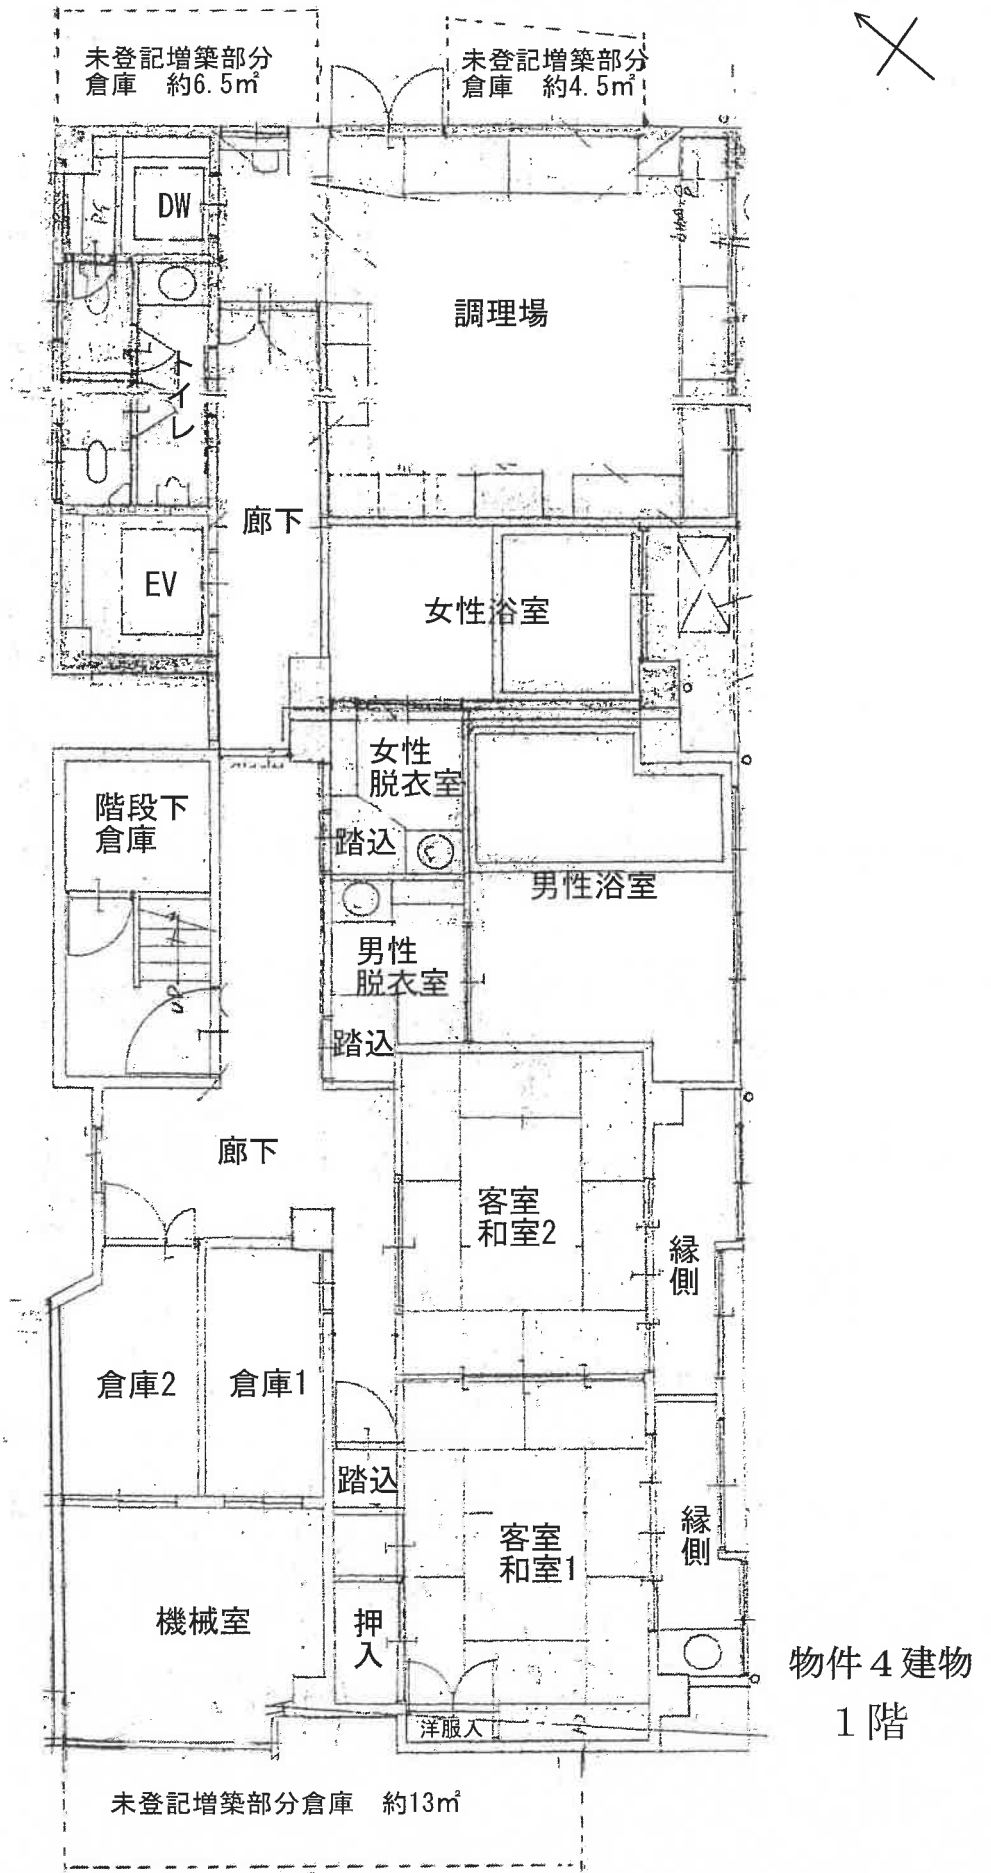 未登記増築部分
倉庫　約6.5㎡
未登記増築部分
倉庫　約4.5㎡
DW
調理場
トイレ
廊下
EV
女性浴室
女性
脱衣室
階段下
倉庫
踏込
男性浴室
男性
脱衣室
UP
踏込
廊下
客室
和室2
縁側
倉庫2
倉庫1
踏込
客室
和室1
縁側
機械室
押入
洋服入
物件４建物
１階
未登記増築部分倉庫　約13㎡